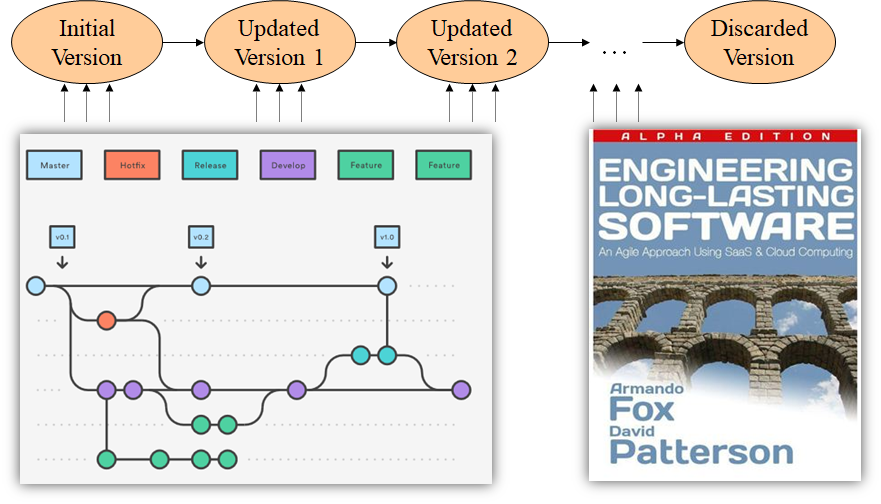 Initial
Version
Updated
Version 1
Updated
Version 2
...
Discarded
Version
Master
Hotfix
Release
Develop
Feature
Feature
v0.1
v0.2
v1.0
ALPHA EDITION
ENGINEERING
LONG-LASTING
SOFTWARE
An Agile Approach Using SaaS & Cloud Computing
Armando
Fox
David
Patterson